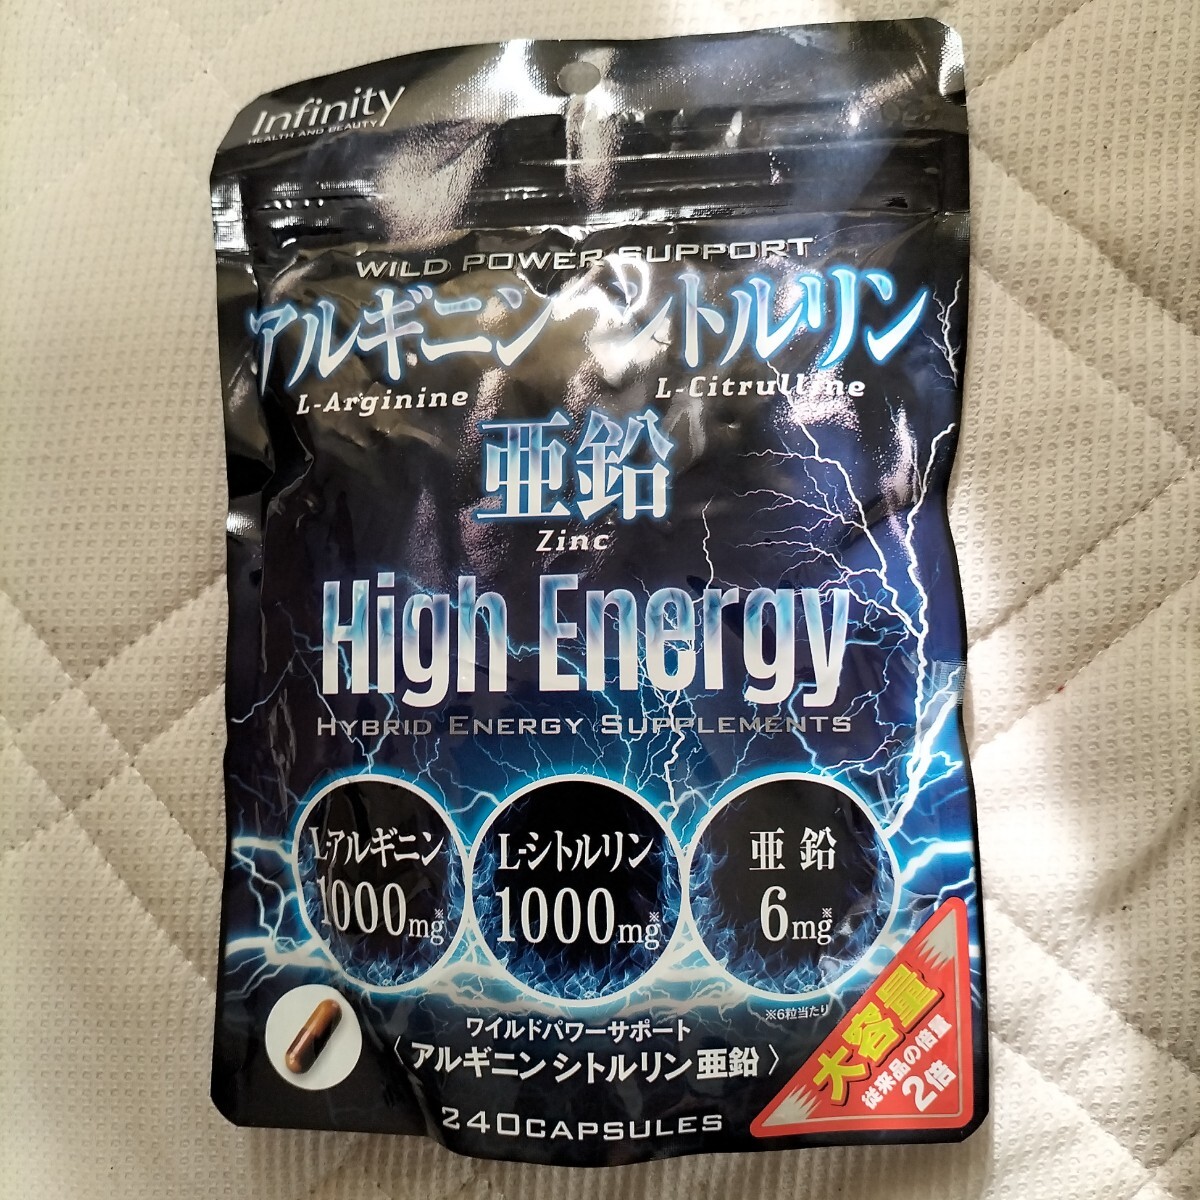 Infinity
HEALTH AND BEAUTY
WILD POWER SUPPORT
アルギニン シトルリン
L-Arginine L-Citrulline
亜鉛
Zinc
High Energy
HYBRID ENERGY SUPPLEMENTS
L-アルギニン
1000mg※
L-シトルリン
1000mg※
亜鉛
6mg※
※6粒当たり
ワイルドパワーサポート
〈アルギニン シトルリン 亜鉛〉
240CAPSULES
大容量
従来品の倍量
2倍